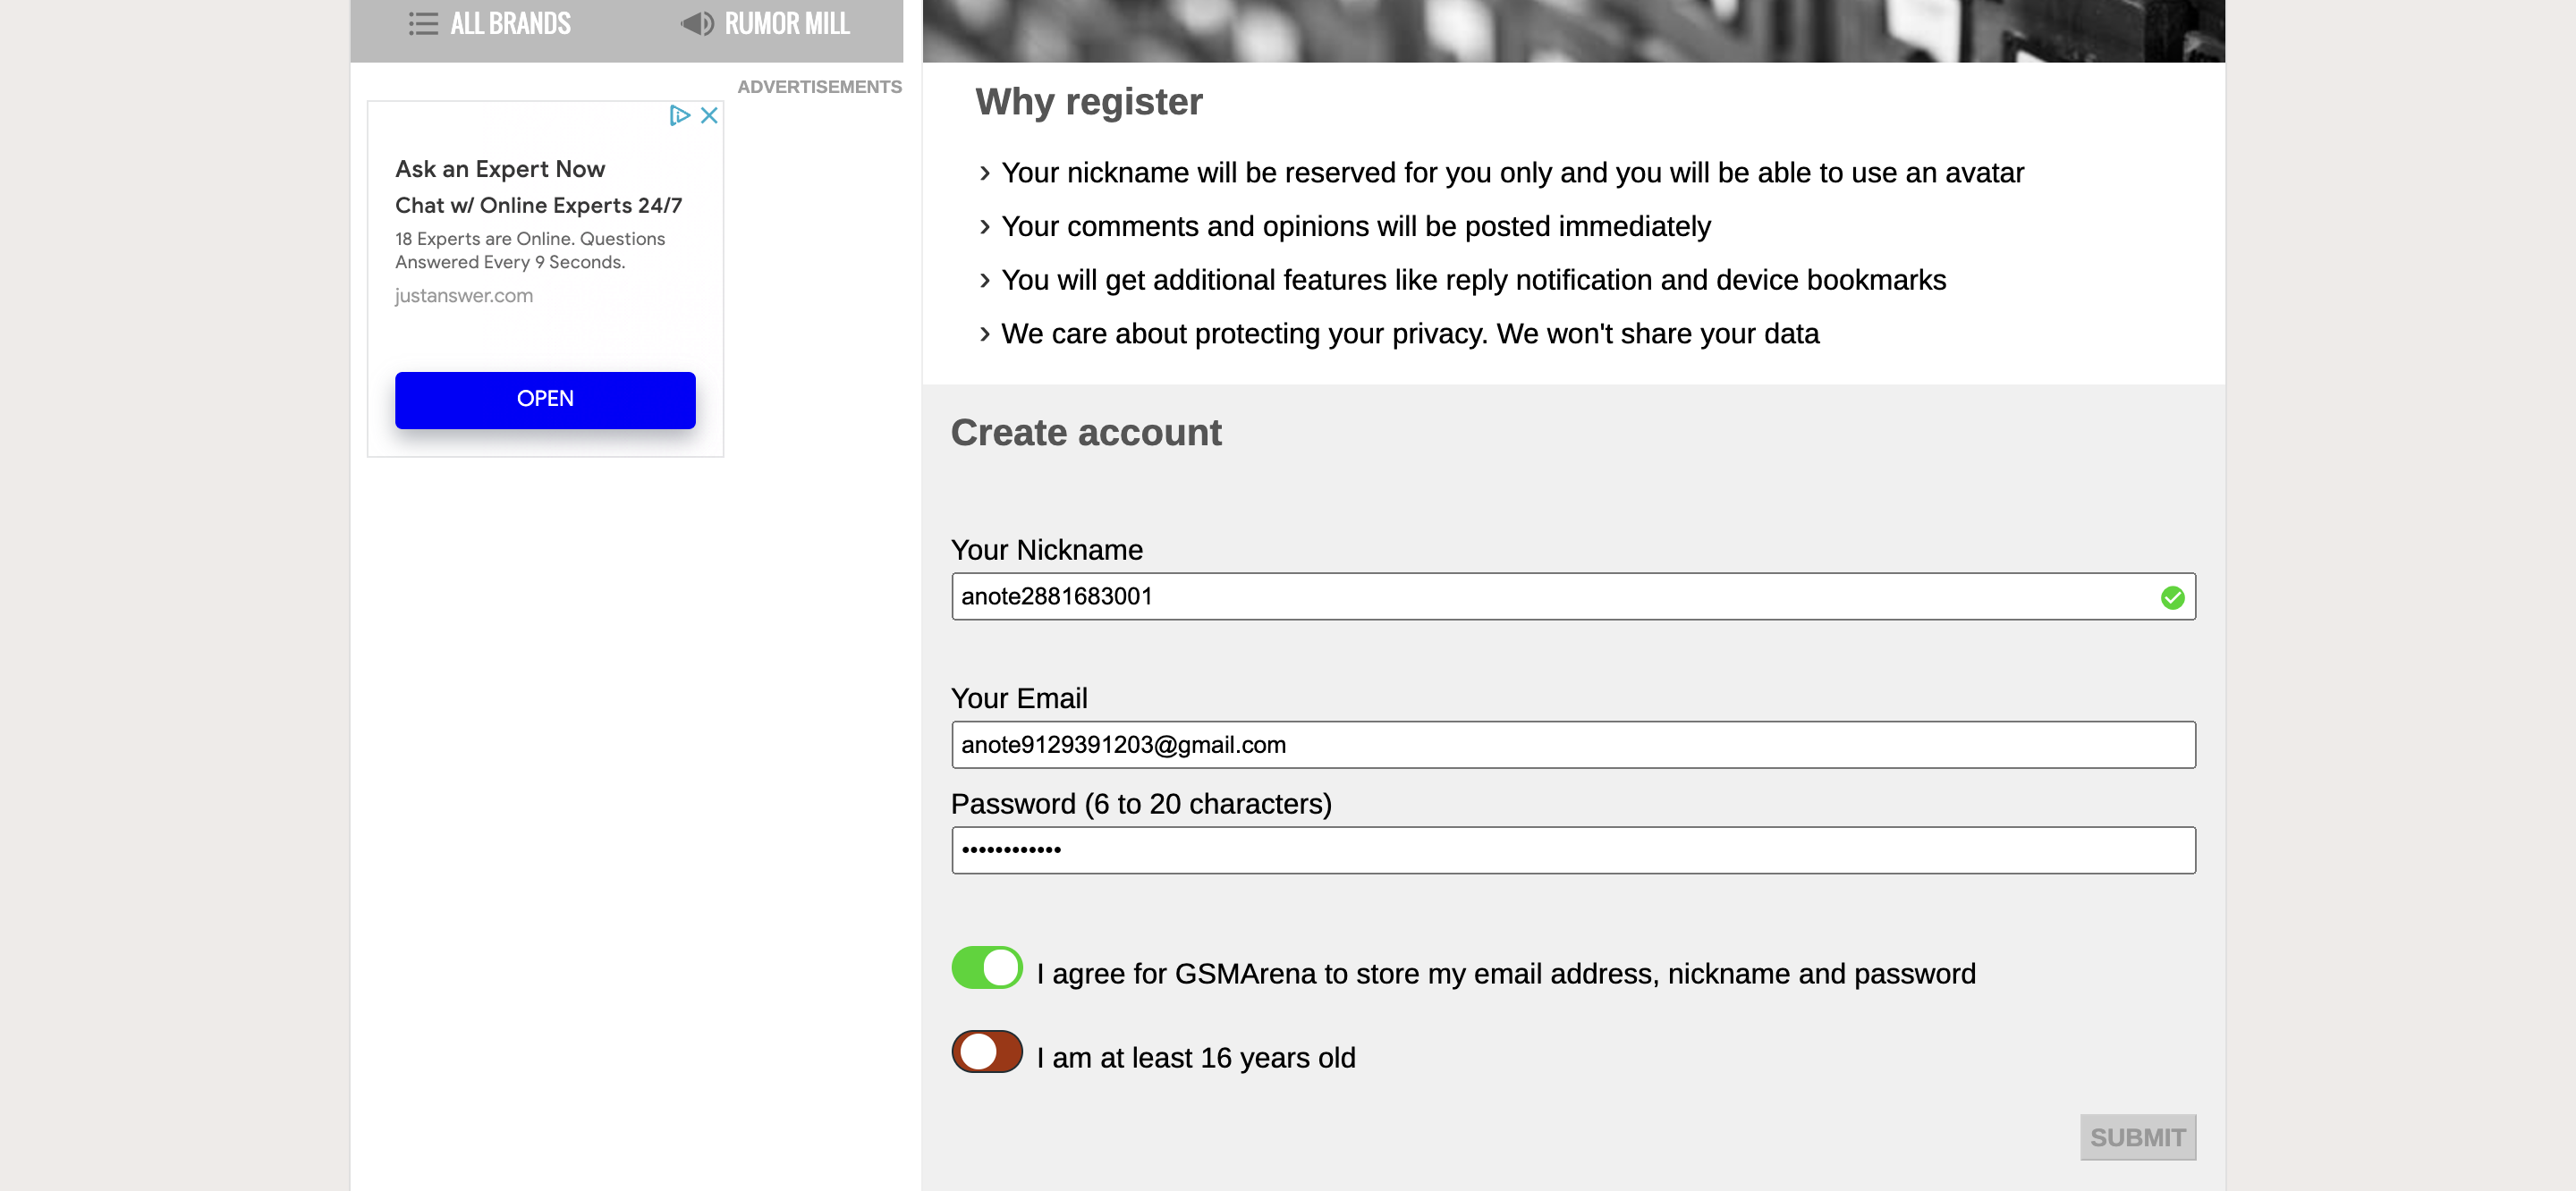 ALL BRANDS
RUMOR MILL
ADVERTISEMENTS
Ask an Expert Now
Chat w/ Online Experts 24/7
18 Experts are Online. Questions
Answered Every 9 Seconds.
justanswer.com
OPEN
Why register
› Your nickname will be reserved for you only and you will be able to use an avatar
› Your comments and opinions will be posted immediately
› You will get additional features like reply notification and device bookmarks
› We care about protecting your privacy. We won't share your data
Create account
Your Nickname
anote2881683001
Your Email
anote9129391203@gmail.com
Password (6 to 20 characters)
••••••••••••
I agree for GSMArena to store my email address, nickname and password
I am at least 16 years old
SUBMIT